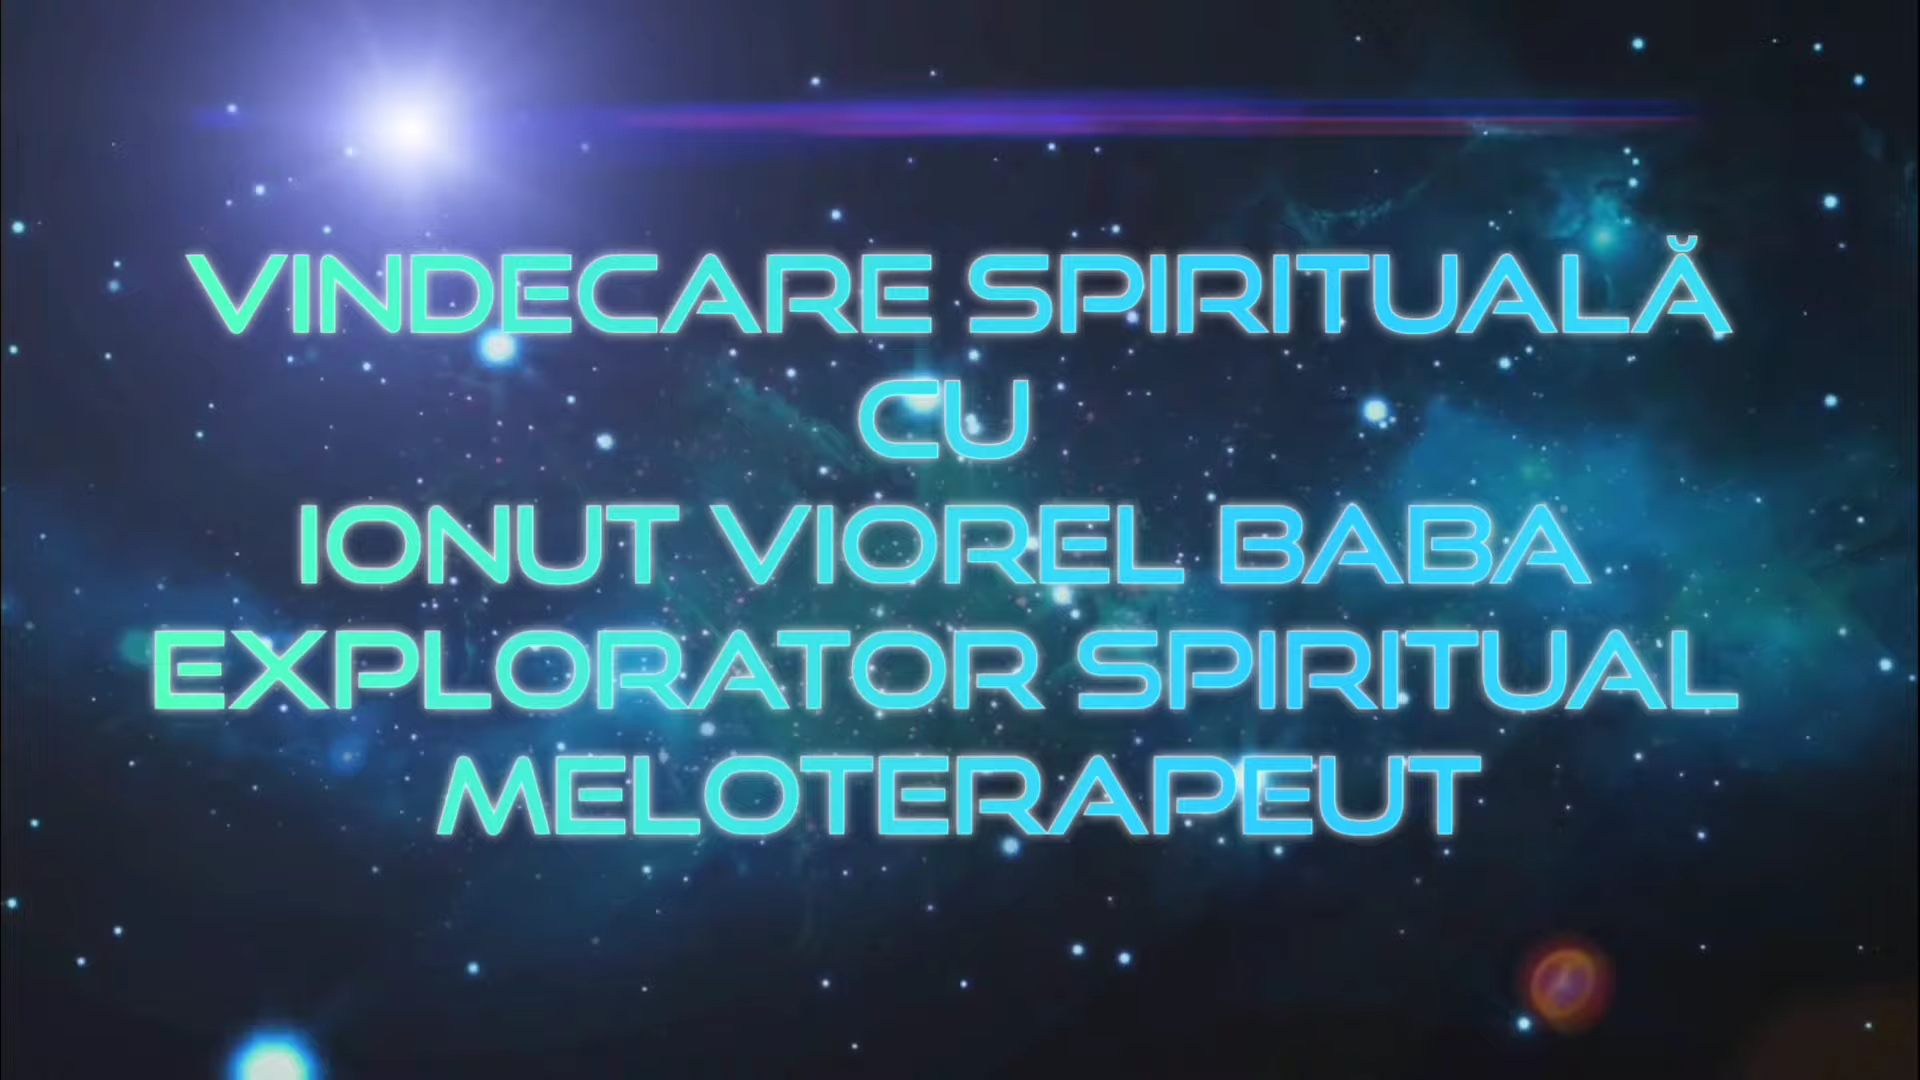 VINDECARE SPIRITUALĂ
CU
IONUT VIOREL BABA
EXPLORATOR SPIRITUAL
MELOTERAPEUT